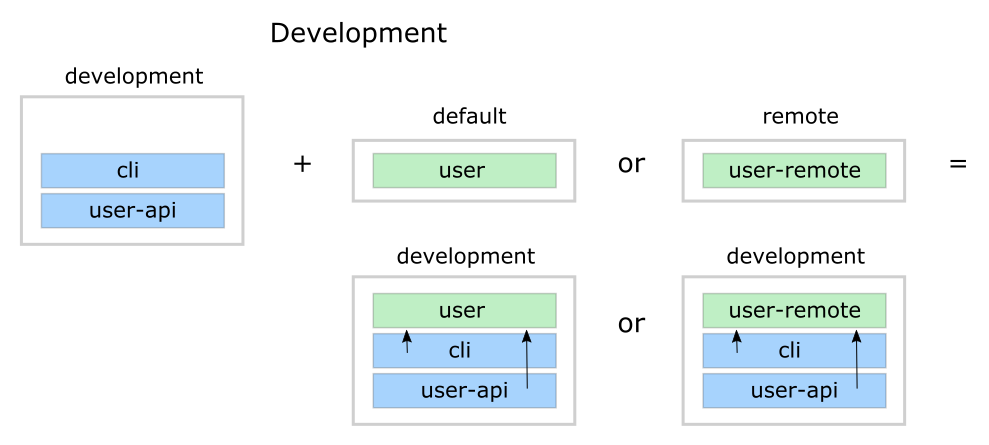 Development
development
cli
user-api
+
default
user
or
remote
user-remote
=
development
user
cli
user-api
or
development
user-remote
cli
user-api